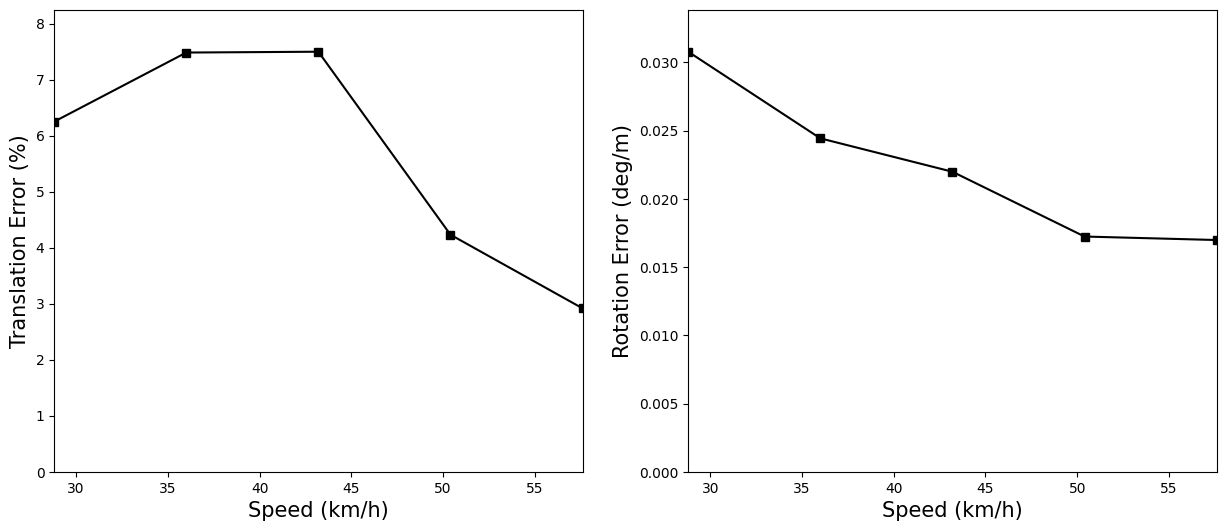 8
7
6
5
4
3
2
1
0
Translation Error (%)
30 35 40 45 50 55
Speed (km/h)
0.030
0.025
0.020
0.015
0.010
0.005
0.000
Rotation Error (deg/m)
30 35 40 45 50 55
Speed (km/h)